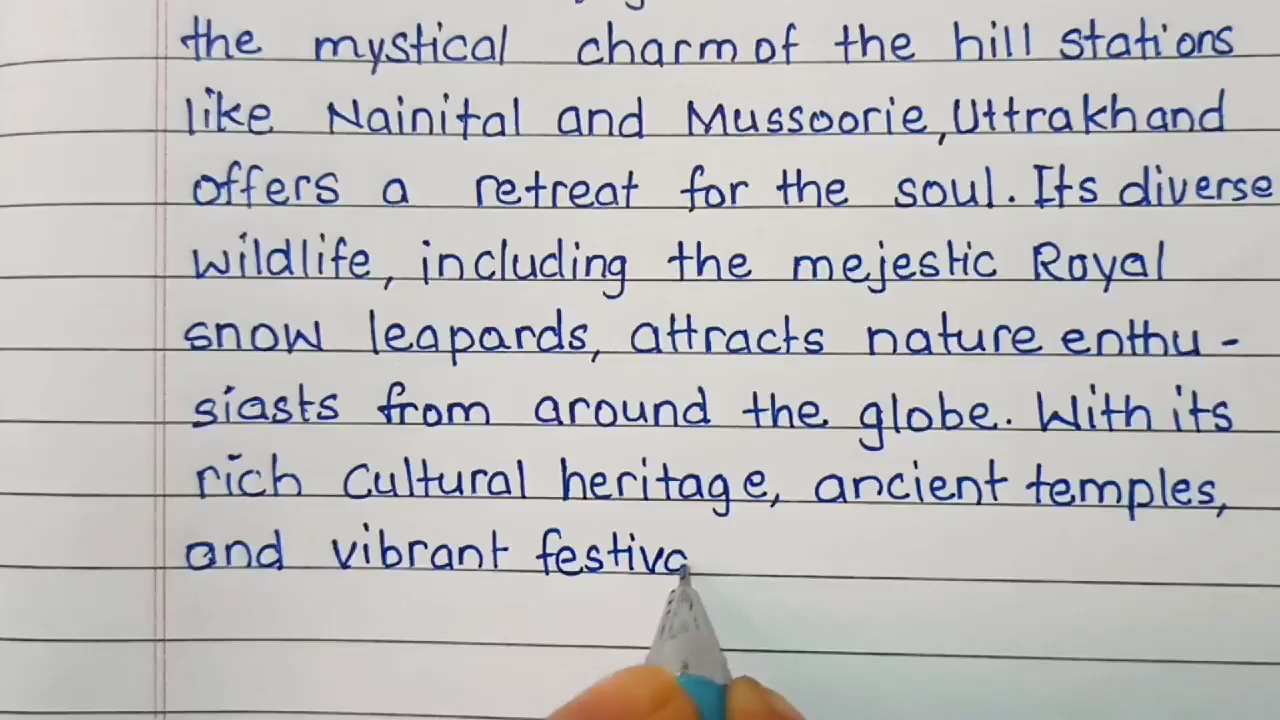 the mystical charm of the hill stations
like Nainital and Mussoorie, Uttrakhand
offers a retreat for the soul. Its diverse
wildlife, including the mejestic Royal
snow leapards, attracts nature enthu-
siasts from around the globe. With its
rich cultural heritage, ancient temples,
and vibrant festiva